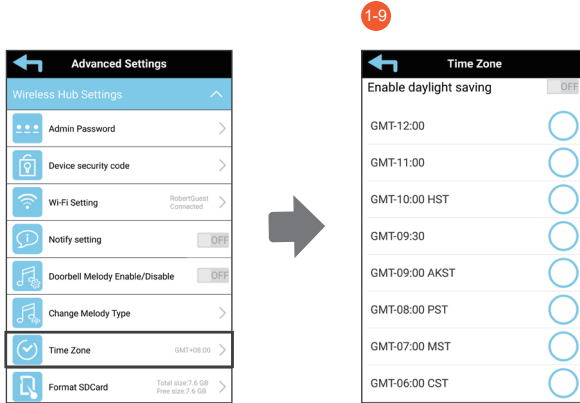 1-9
Advanced Settings
Wireless Hub Settings
Admin Password
Device security code
Wi-Fi Setting
RobertGuest
Connected
Notify setting
OFF
Doorbell Melody Enable/Disable
OFF
Change Melody Type
Time Zone
GMT+08:00
Format SDCard
Total size:7.6 GB
Free size:7.6 GB
Time Zone
Enable daylight saving
OFF
GMT-12:00
GMT-11:00
GMT-10:00 HST
GMT-09:30
GMT-09:00 AKST
GMT-08:00 PST
GMT-07:00 MST
GMT-06:00 CST